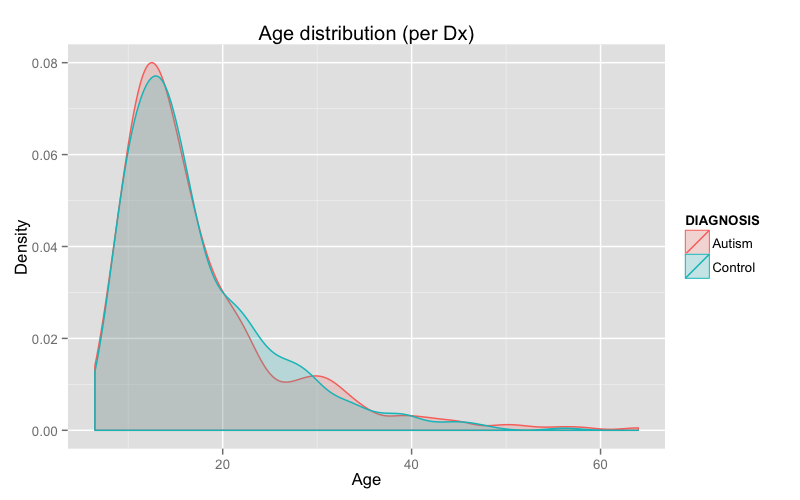 Age distribution (per Dx)
Density
0.08
0.06
0.04
0.02
0.00
20
40
60
Age
DIAGNOSIS
Autism
Control